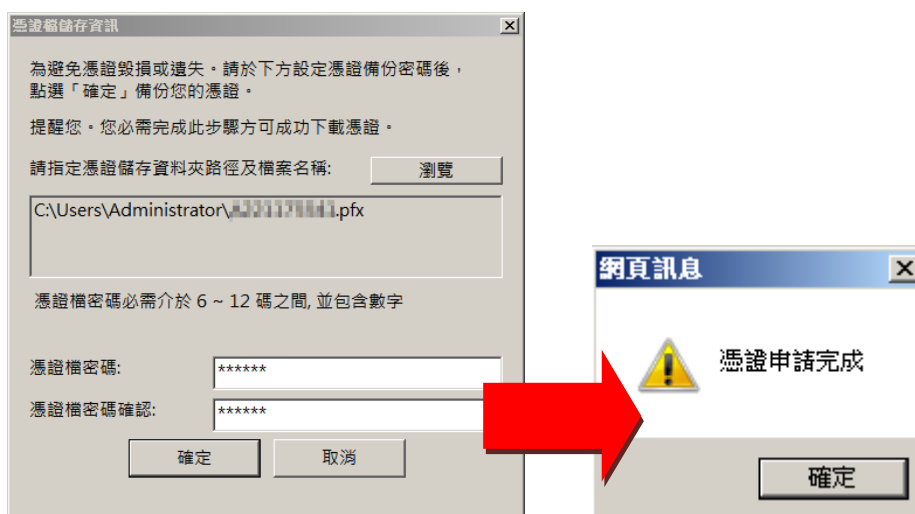 憑證檔儲存資訊
為避免憑證毀損或遺失。請於下方設定憑證備份密碼後，
點選「確定」備份您的憑證。
提醒您。您必需完成此步驟方可成功下載憑證。
請指定憑證儲存資料夾路徑及檔案名稱:
瀏覽
C:\Users\Administrator\ .pfx
憑證檔密碼必需介於 6 ~ 12 碼之間, 並包含數字
憑證檔密碼:
******
憑證檔密碼確認:
******
確定
取消
網頁訊息
憑證申請完成
確定